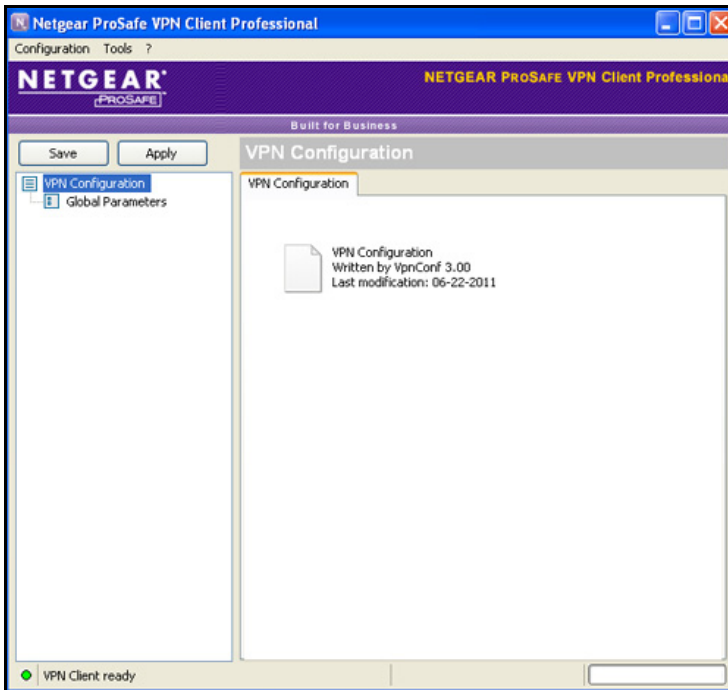 Netgear ProSafe VPN Client Professional
Configuration Tools ?
NETGEAR
PROSAFE
NETGEAR PROSAFE VPN Client Professional
Built for Business
Save Apply
VPN Configuration
VPN Configuration
Global Parameters
VPN Configuration
VPN Configuration
Written by VpnConf 3.00
Last modification: 06-22-2011
VPN Client ready